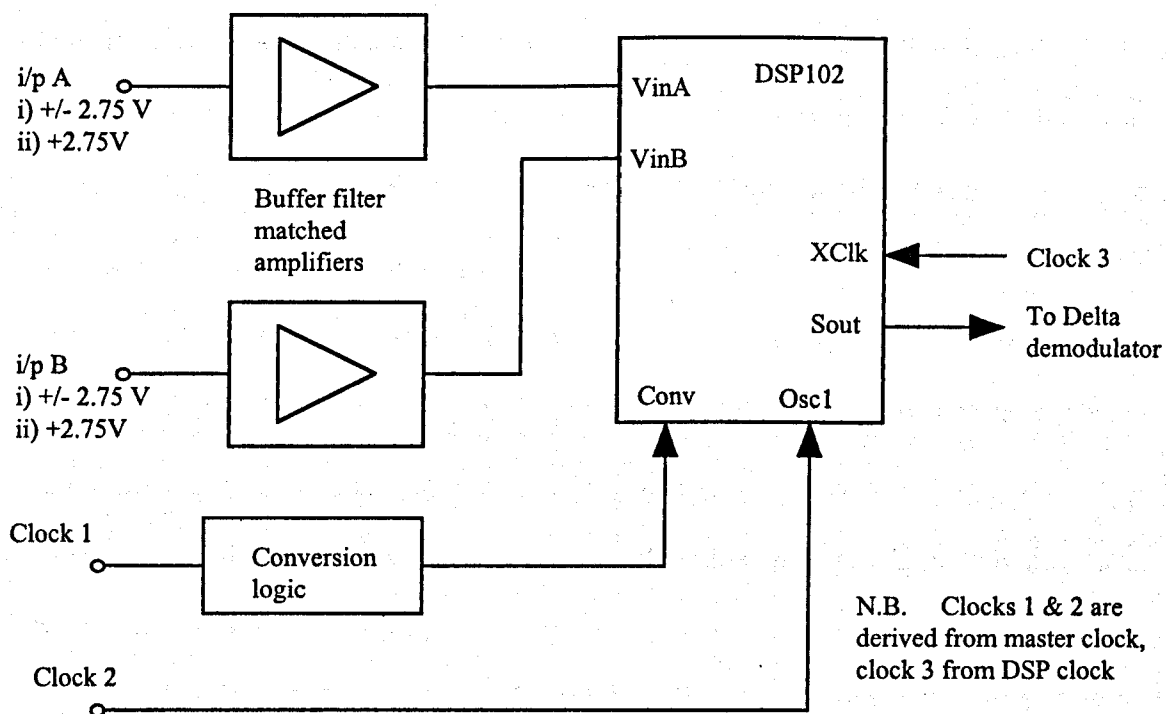 i/p A
i) +/- 2.75 V
ii) +2.75V
Buffer filter
matched
amplifiers
i/p B
i) +/- 2.75 V
ii) +2.75V
DSP102
VinA
VinB
XClk
Sout
Conv
Osc1
Clock 3
To Delta
demodulator
Clock 1
Conversion
logic
Clock 2
N.B. Clocks 1 & 2 are
derived from master clock,
clock 3 from DSP clock